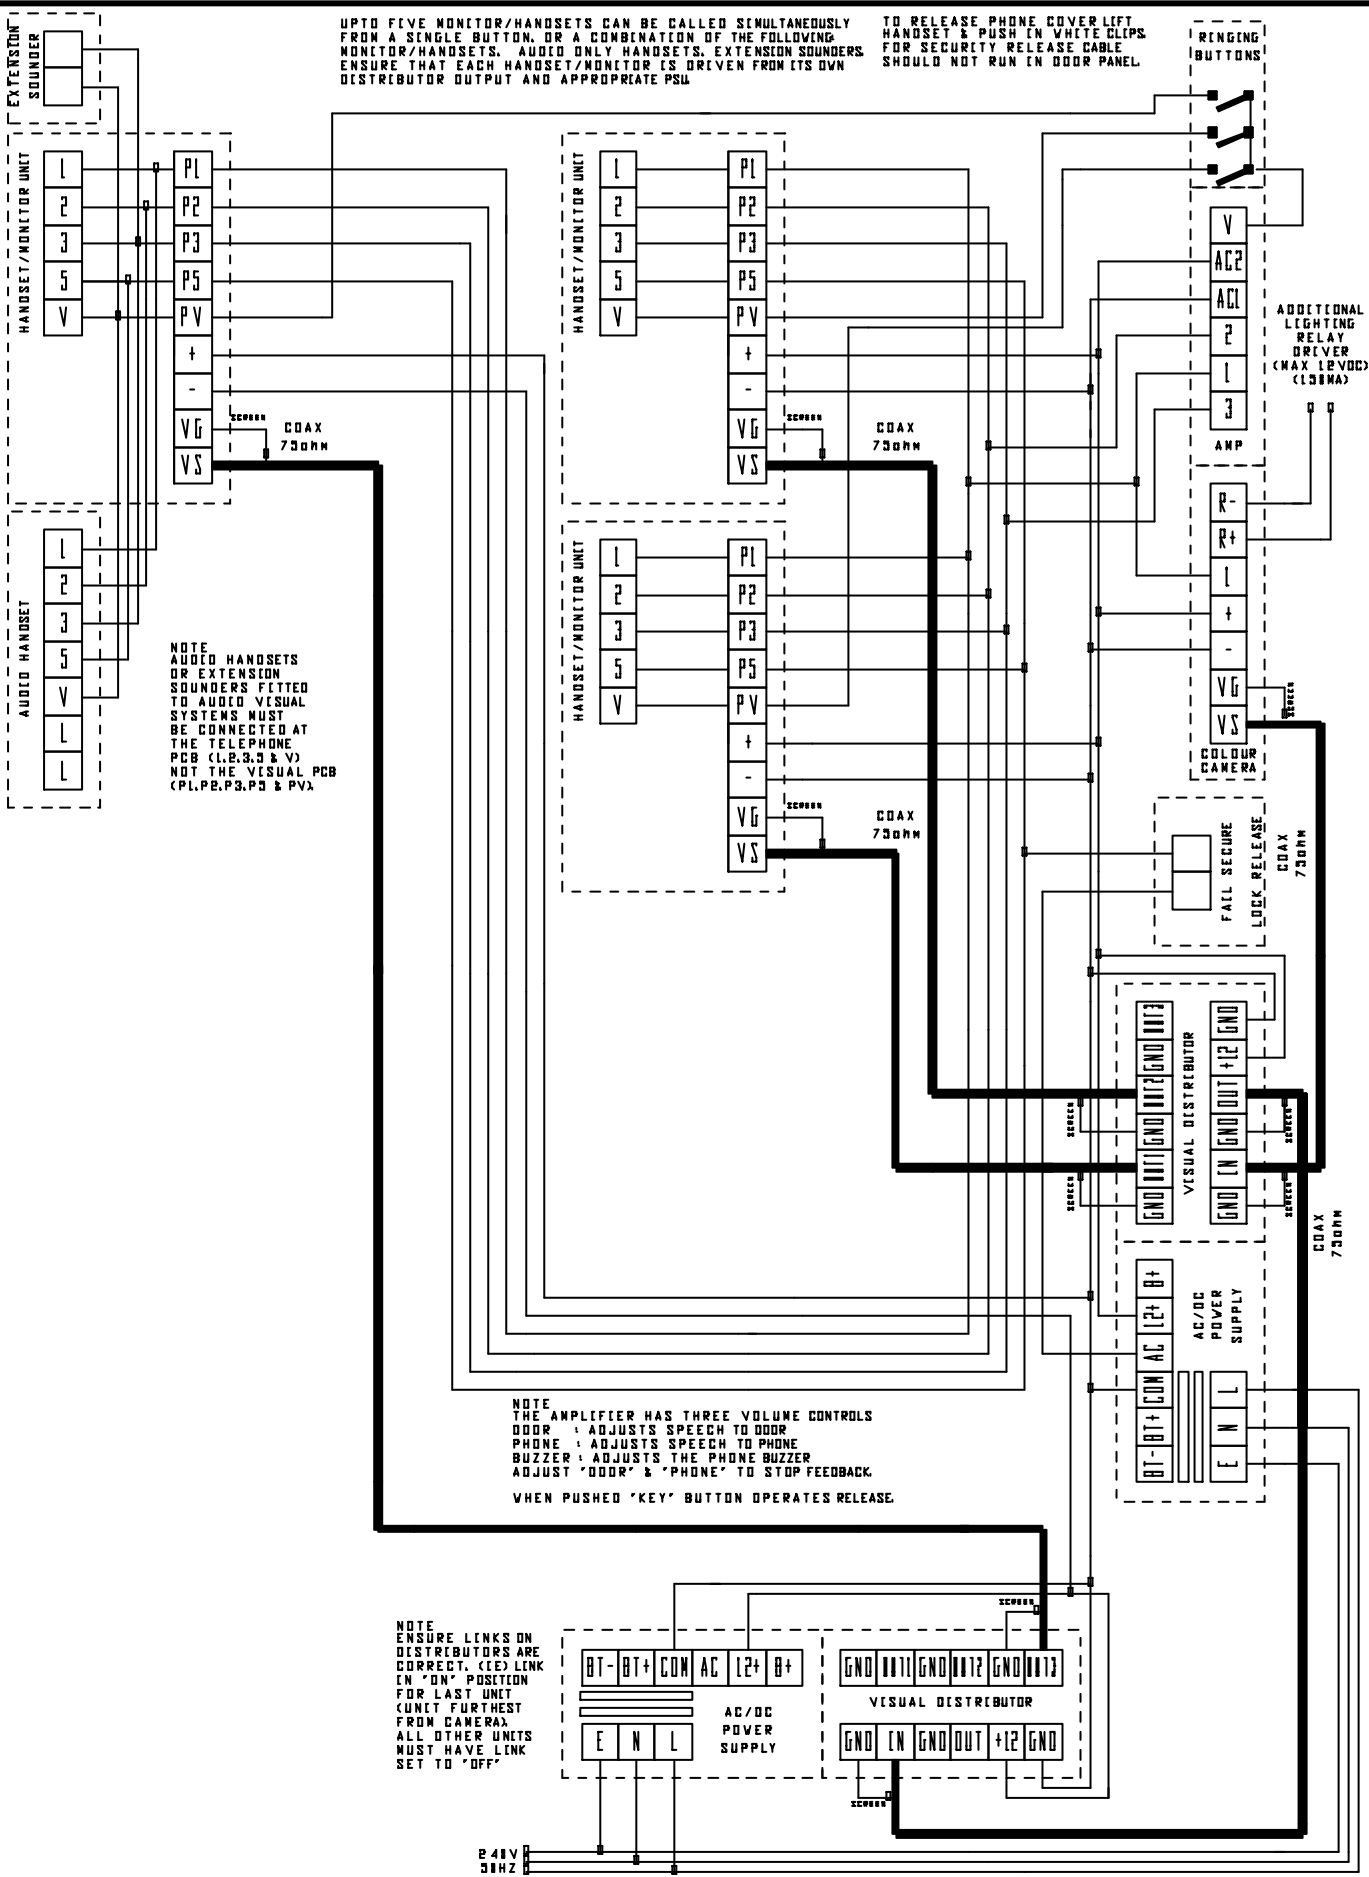 EXTENSION
SOUNDER
UPTO FIVE MONITOR/HANDSETS CAN BE CALLED SIMULTANEOUSLY
FROM A SINGLE BUTTON. OR A COMBINATION OF THE FOLLOWING.
MONITOR/HANDSETS. AUDIO ONLY HANDSETS. EXTENSION SOUNDERS.
ENSURE THAT EACH HANDSET/MONITOR IS DRIVEN FROM ITS OWN
DISTRIBUTOR OUTPUT AND APPROPRIATE PSU.
TO RELEASE PHONE COVER LIFT
HANDSET & PUSH IN WHITE CLIPS.
FOR SECURITY RELEASE CABLE
SHOULD NOT RUN IN DOOR PANEL.
RINGING
BUTTONS
HANDSET/MONITOR UNIT
1
2
3
5
V
P1
P2
P3
P5
PV
+
-
VG
VS
SCREEN
COAX
75ohm
HANDSET/MONITOR UNIT
1
2
3
5
V
P1
P2
P3
P5
PV
+
-
VG
VS
SCREEN
COAX
75ohm
V
AC2
AC1
2
1
3
AMP
ADDITIONAL
LIGHTING
RELAY
DRIVER
(MAX 12VDC)
(150MA)
AUDIO HANDSET
1
2
3
5
V
L
L
NOTE
AUDIO HANDSETS
OR EXTENSION
SOUNDERS FITTED
TO AUDIO VISUAL
SYSTEMS MUST
BE CONNECTED AT
THE TELEPHONE
PCB (1.2.3.5 & V)
NOT THE VISUAL PCB
(P1.P2.P3.P5 & PV).
HANDSET/MONITOR UNIT
1
2
3
5
V
P1
P2
P3
P5
PV
+
-
VG
VS
SCREEN
COAX
75ohm
R-
R+
1
+
-
VG
VS
SCREEN
COLOUR
CAMERA
FAIL SECURE
LOCK RELEASE
COAX
75ohm
OUT3
GND
OUT2
GND
OUT1
GND
VISUAL DISTRIBUTOR
GND
+12
OUT
GND
IN
GND
SCREEN
SCREEN
SCREEN
SCREEN
COAX
75ohm
B+
12+
AC
COM
BT+
BT-
AC/DC
POWER
SUPPLY
L
N
E
NOTE
THE AMPLIFIER HAS THREE VOLUME CONTROLS
DOOR : ADJUSTS SPEECH TO DOOR
PHONE : ADJUSTS SPEECH TO PHONE
BUZZER : ADJUSTS THE PHONE BUZZER
ADJUST "DOOR" & "PHONE" TO STOP FEEDBACK.
WHEN PUSHED "KEY" BUTTON OPERATES RELEASE.
NOTE
ENSURE LINKS ON
DISTRIBUTORS ARE
CORRECT. (IE) LINK
IN "ON" POSITION
FOR LAST UNIT
(UNIT FURTHEST
FROM CAMERA).
ALL OTHER UNITS
MUST HAVE LINK
SET TO "OFF"
BT- BT+ COM AC 12+ B+
AC/DC
POWER
SUPPLY
E N L
SCREEN
GND OUT1 GND OUT2 GND OUT3
VISUAL DISTRIBUTOR
GND IN GND OUT +12 GND
SCREEN
240V
50HZ